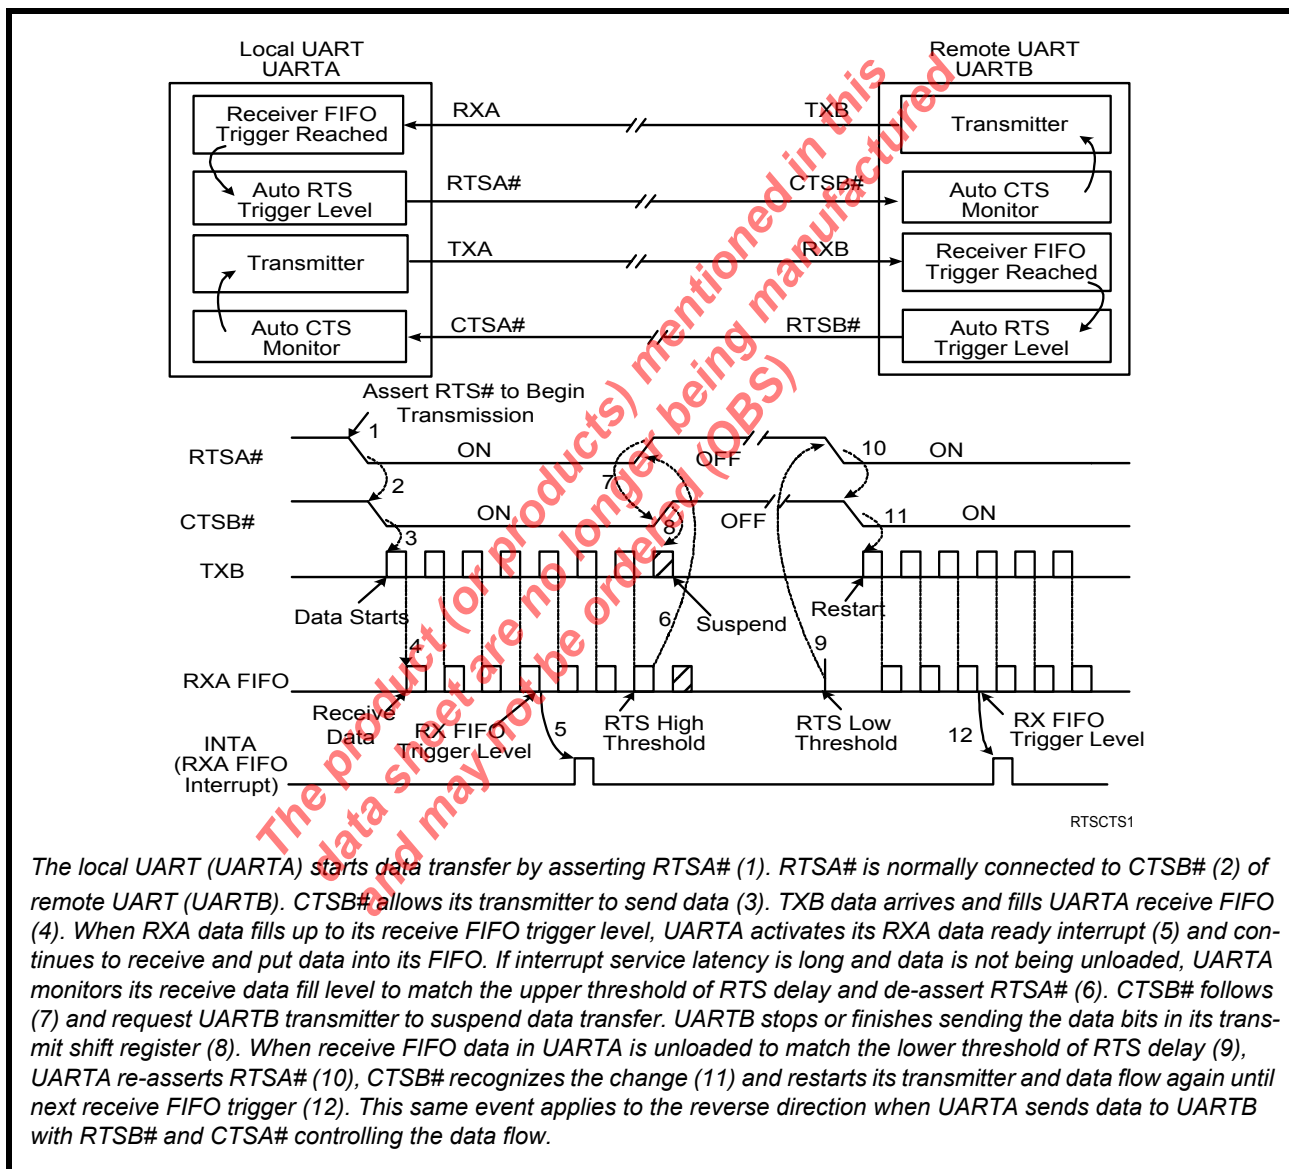 Local UART
UARTA
Remote UART
UARTB
Receiver FIFO
Trigger Reached
RXA
TXB
Transmitter
Auto RTS
Trigger Level
RTSA#
CTSB#
Auto CTS
Monitor
Transmitter
TXA
RXB
Receiver FIFO
Trigger Reached
Auto CTS
Monitor
CTSA#
RTSB#
Auto RTS
Trigger Level
Assert RTS# to Begin
Transmission
1
RTSA#
ON
OFF
10
ON
2
7
CTSB#
ON
8
OFF
11
ON
3
TXB
Data Starts
6
Suspend
Restart
4
9
RXA FIFO
Receive
Data
RX FIFO
Trigger Level
5
RTS High
Threshold
RTS Low
Threshold
12
RX FIFO
Trigger Level
INTA
(RXA FIFO
Interrupt)
RTSCTS1
The product (or products) mentioned in this
data sheet are no longer being manufactured
and may not be ordered (OBS)
The local UART (UARTA) starts data transfer by asserting RTSA# (1). RTSA# is normally connected to CTSB# (2) of
remote UART (UARTB). CTSB# allows its transmitter to send data (3). TXB data arrives and fills UARTA receive FIFO
(4). When RXA data fills up to its receive FIFO trigger level, UARTA activates its RXA data ready interrupt (5) and con-
tinues to receive and put data into its FIFO. If interrupt service latency is long and data is not being unloaded, UARTA
monitors its receive data fill level to match the upper threshold of RTS delay and de-assert RTSA# (6). CTSB# follows
(7) and request UARTB transmitter to suspend data transfer. UARTB stops or finishes sending the data bits in its trans-
mit shift register (8). When receive FIFO data in UARTA is unloaded to match the lower threshold of RTS delay (9),
UARTA re-asserts RTSA# (10), CTSB# recognizes the change (11) and restarts its transmitter and data flow again until
next receive FIFO trigger (12). This same event applies to the reverse direction when UARTA sends data to UARTB
with RTSB# and CTSA# controlling the data flow.